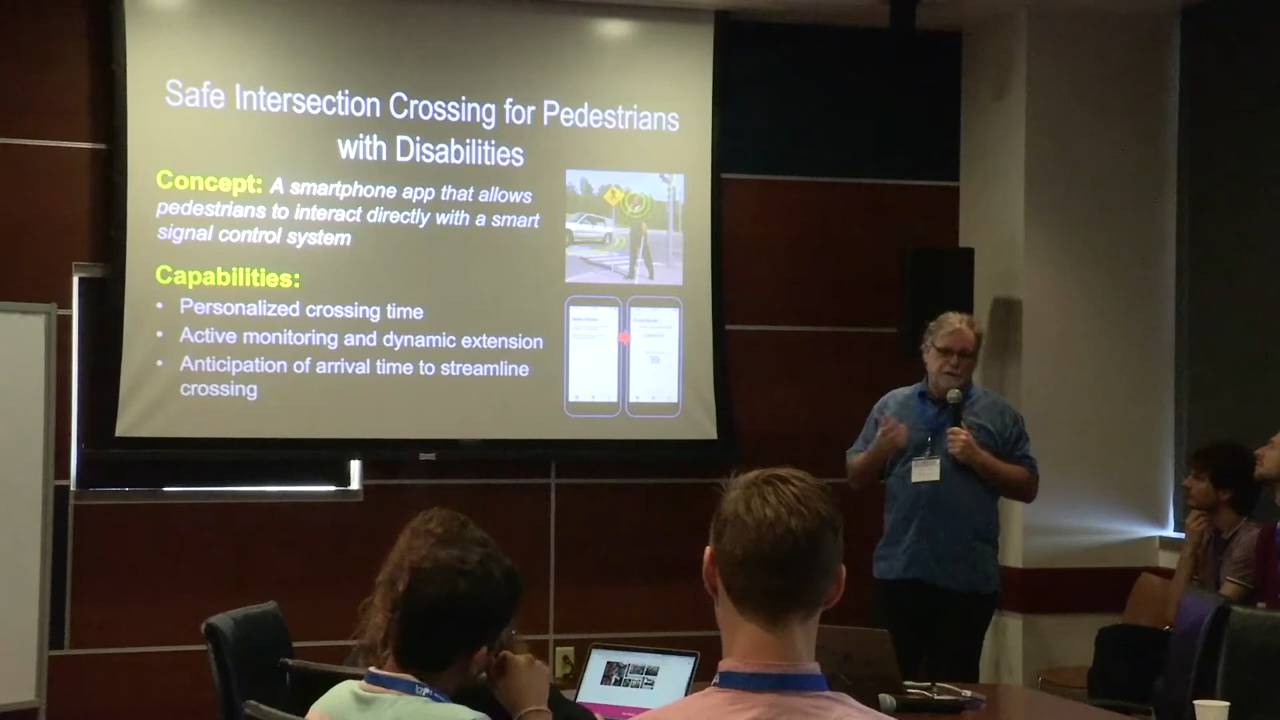 Safe Intersection Crossing for Pedestrians
with Disabilities
Concept: A smartphone app that allows
pedestrians to interact directly with a smart
signal control system
Capabilities:
• Personalized crossing time
• Active monitoring and dynamic extension
• Anticipation of arrival time to streamline
crossing